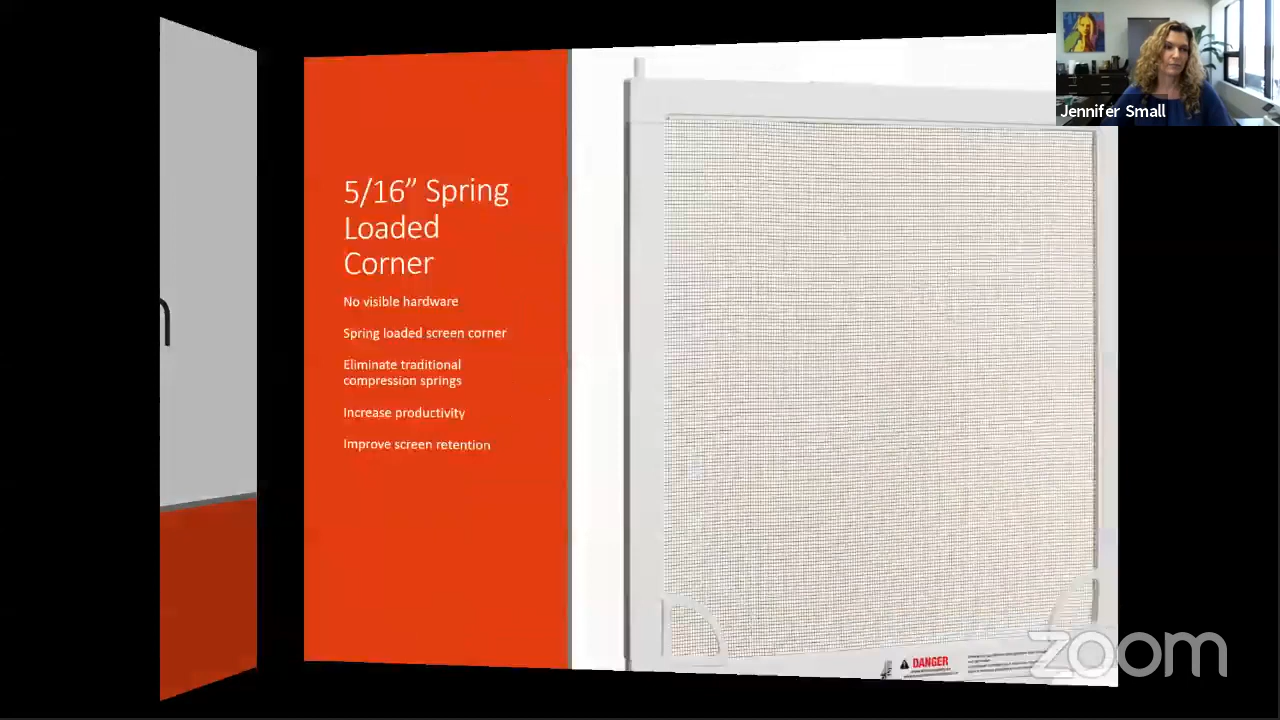 Jennifer Small
5/16” Spring
Loaded
Corner
No visible hardware
Spring loaded screen corner
Eliminate traditional
compression springs
Increase productivity
Improve screen retention
DANGER
zoom